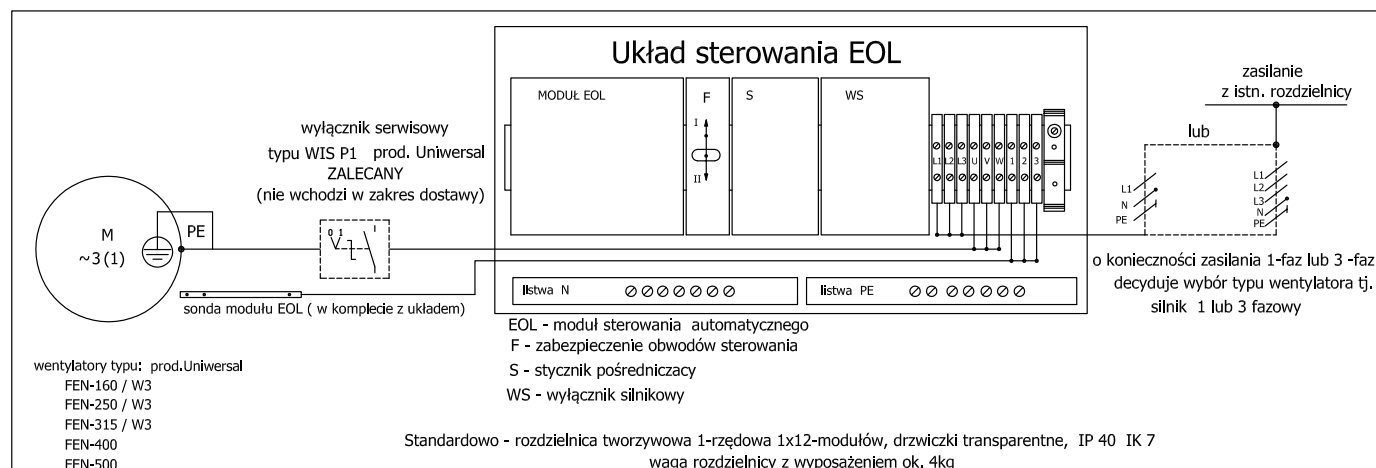 Układ sterowania EOL
MODUŁ EOL
F
I
II
S
WS
L1 L2 L3 U V W 1 2 3
zasilanie
z istn. rozdzielnicy
lub
L1
N
PE
L1
L2
L3
N
PE
o konieczności zasilania 1-faz lub 3 -faz
decyduje wybór typu wentylatora tj.
silnik 1 lub 3 fazowy
wyłącznik serwisowy
typu WIS P1 prod. Uniwersal
ZALECANY
(nie wchodzi w zakres dostawy)
0 1
M
~3 (1)
PE
sonda modułu EOL ( w komplecie z układem)
listwa N
listwa PE
EOL - moduł sterowania automatycznego
F - zabezpieczenie obwodów sterowania
S - stycznik pośredniczacy
WS - wyłącznik silnikowy
wentylatory typu: prod.Uniwersal
FEN-160 / W3
FEN-250 / W3
FEN-315 / W3
FEN-400
FEN-500
Standardowo - rozdzielnica tworzywowa 1-rzędowa 1x12-modułów, drzwiczki transparentne, IP 40 IK 7
waga rozdzielnicy z wyposażeniem ok. 4kg